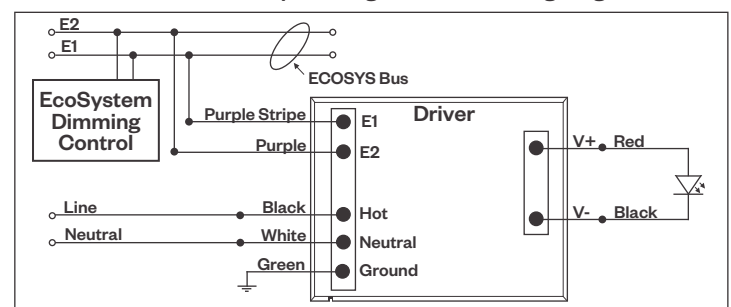 E2
E1
ECOSYS Bus
EcoSystem
Dimming
Control
Driver
Purple Stripe
E1
Purple
E2
V+
Red
Line
Black
Hot
V-
Black
Neutral
White
Neutral
Green
Ground